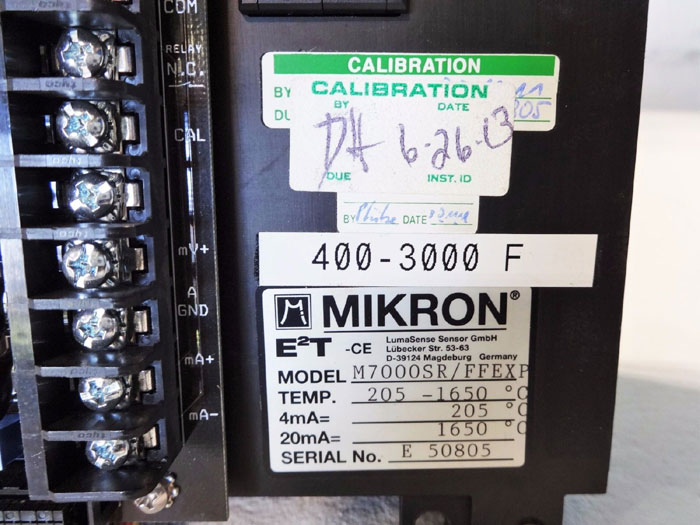 COM
RELAY
N.C.
CAL
mV+
A
GND
mA+
mA-
CALIBRATION
BY
CALIBRATION
BY DATE
DH 6-26-13
DUE INST. ID
BY DATE
400-3000 F
MIKRON®
E²T -CE
LumaSense Sensor GmbH
Lübecker Str. 53-63
D-39124 Magdeburg Germany
MODEL M7000SR/FFEXP
TEMP. 205 -1650 °C
4mA= 205 °C
20mA= 1650 °C
SERIAL No. E 50805